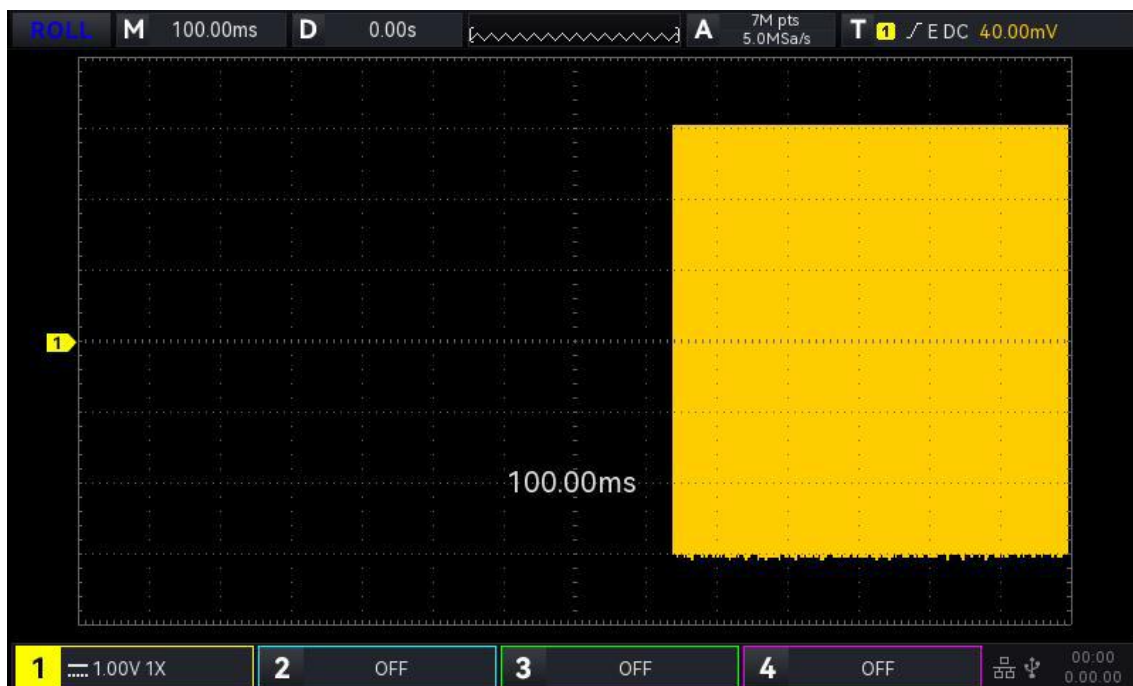 ROLL M 100.00ms D 0.00s A 7M pts T 1 E DC 40.00mV
5.0MSa/s
1
100.00ms
1 1.00V 1X 2 OFF 3 OFF 4 OFF 00:00
0.00.00